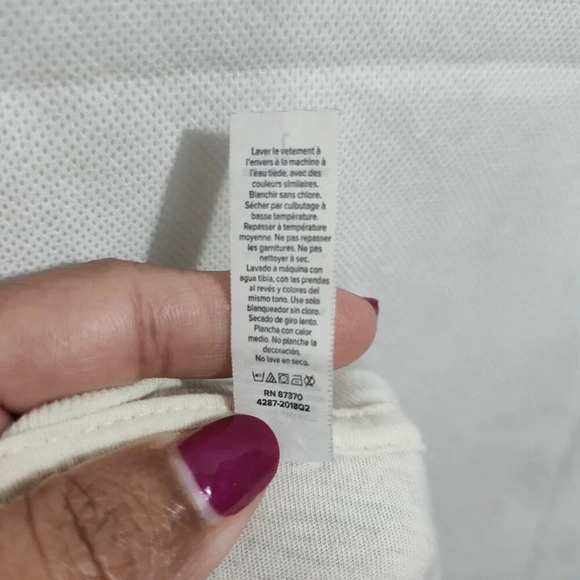 Laver le vetement à
l'envers à la machine à
l'éau tiède, avec des
couleurs similaires.
Blanchir sans chlore.
Sécher par culbutage à
basse température.
Repasser à température
moyenne. Ne pas repasser
les garnitures. Ne pas
nettoyer à sec.
Lavado a máquina con
agua tibia, con las prendas
al revés y colores del
mismo tono. Use solo
blanqueador sin cloro.
Secado de giro lento.
Plancha con calor
medio. No planche la
decoración.
No lave en seco.
RN 87370
4287-2018Q2